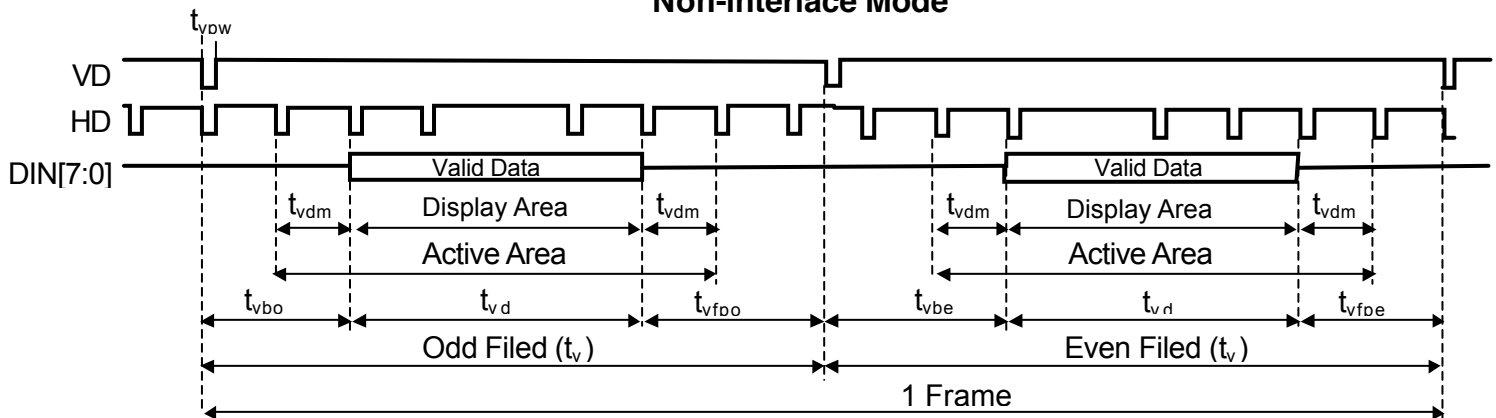 Non-Interface Mode
tvpw
VD
HD
DIN[7:0]
Valid Data
Valid Data
tvdm
Display Area
tvdm
tvdm
Display Area
tvdm
Active Area
Active Area
tvbo
tvd
tvfpo
tvbe
tvd
tvfpe
Odd Filed (tv)
Even Filed (tv)
1 Frame